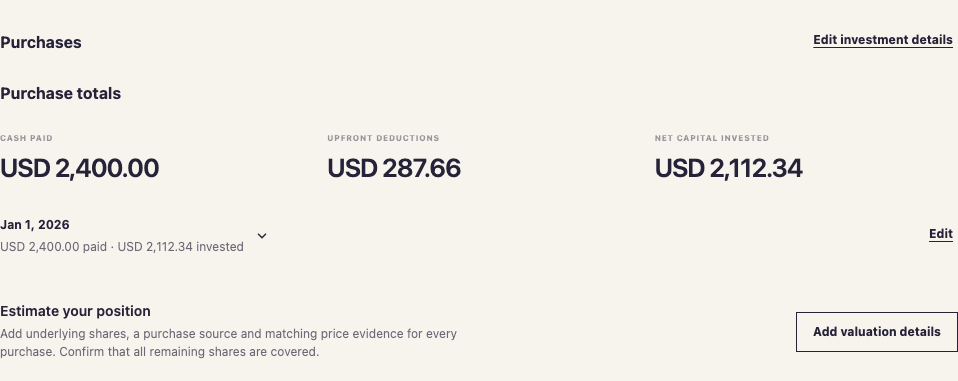 Purchases
Edit investment details
Purchase totals
CASH PAID
UPFRONT DEDUCTIONS
NET CAPITAL INVESTED
USD 2,400.00
USD 287.66
USD 2,112.34
Jan 1, 2026
USD 2,400.00 paid · USD 2,112.34 invested
Edit
Estimate your position
Add underlying shares, a purchase source and matching price evidence for every
purchase. Confirm that all remaining shares are covered.
Add valuation details